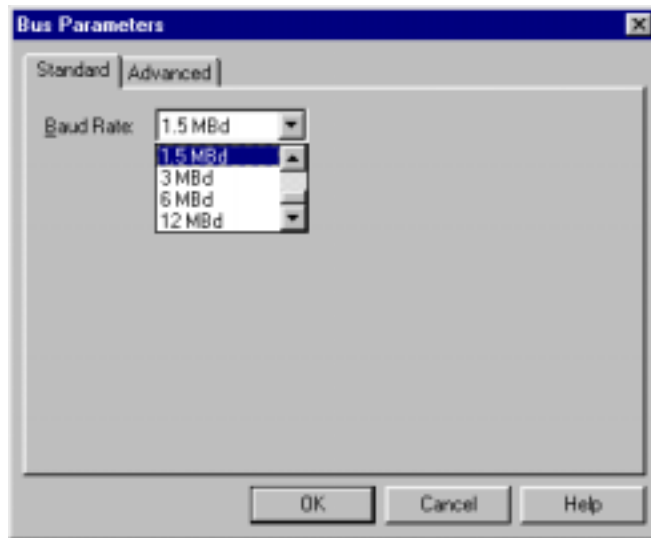 Bus Parameters
Standard Advanced
Baud Rate: 1.5 MBd
1.5 MBd
3 MBd
6 MBd
12 MBd
OK Cancel Help